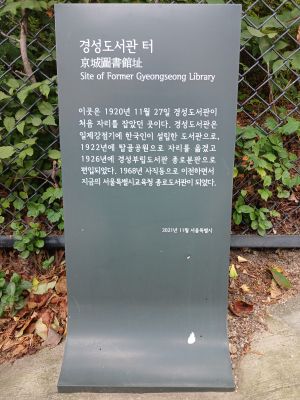 경성도서관 터
京城圖書館址
Site of Former Gyeongseong Library
이곳은 1920년 11월 27일 경성도서관이
처음 자리를 잡았던 곳이다. 경성도서관은
일제강점기에 한국인이 설립한 도서관으로,
1922년에 탑골공원으로 자리를 옮겼고
1926년에 경성부립도서관 종로분관으로
편입되었다. 1968년 사직동으로 이전하면서
지금의 서울특별시교육청 종로도서관이 되었다.
2021년 11월 서울특별시